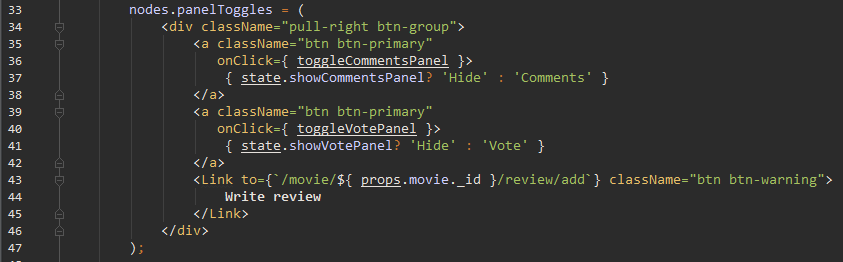 33 nodes.panelToggles = (
34 <div className="pull-right btn-group">
35 <a className="btn btn-primary"
36 onClick={ toggleCommentsPanel }>
37 { state.showCommentsPanel? 'Hide' : 'Comments' }
38 </a>
39 <a className="btn btn-primary"
40 onClick={ toggleVotePanel }>
41 { state.showVotePanel? 'Hide' : 'Vote' }
42 </a>
43 <Link to={`/movie/${ props.movie._id }/review/add`} className="btn btn-warning">
44 Write review
45 </Link>
46 </div>
47 );